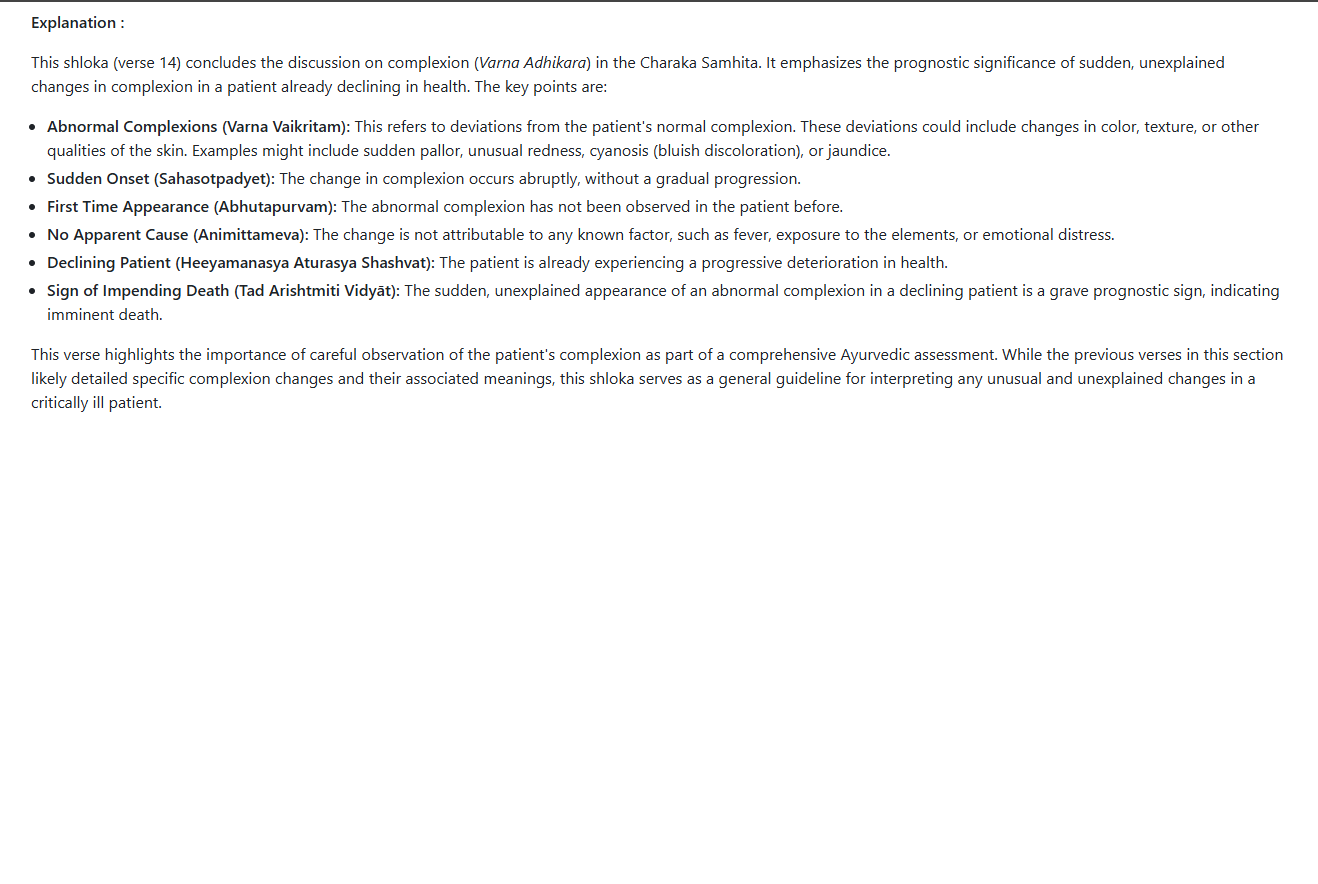 Explanation :
This shloka (verse 14) concludes the discussion on complexion (Varna Adhikara) in the Charaka Samhita. It emphasizes the prognostic significance of sudden, unexplained
changes in complexion in a patient already declining in health. The key points are:
• Abnormal Complexions (Varna Vaikritam): This refers to deviations from the patient's normal complexion. These deviations could include changes in color, texture, or other
qualities of the skin. Examples might include sudden pallor, unusual redness, cyanosis (bluish discoloration), or jaundice.
• Sudden Onset (Sahasotpadyet): The change in complexion occurs abruptly, without a gradual progression.
• First Time Appearance (Abhutapurvam): The abnormal complexion has not been observed in the patient before.
• No Apparent Cause (Animittameva): The change is not attributable to any known factor, such as fever, exposure to the elements, or emotional distress.
• Declining Patient (Heeyamanasya Aturasya Shashvat): The patient is already experiencing a progressive deterioration in health.
• Sign of Impending Death (Tad Arishtmiti Vidyāt): The sudden, unexplained appearance of an abnormal complexion in a declining patient is a grave prognostic sign, indicating
imminent death.
This verse highlights the importance of careful observation of the patient's complexion as part of a comprehensive Ayurvedic assessment. While the previous verses in this section
likely detailed specific complexion changes and their associated meanings, this shloka serves as a general guideline for interpreting any unusual and unexplained changes in a
critically ill patient.